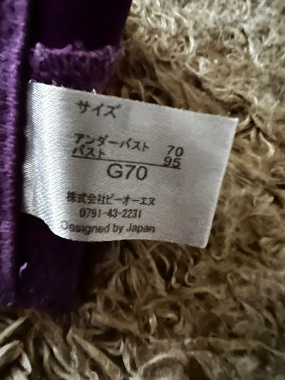 サイズ
アンダーバスト 70
バスト 95
G70
株式会社ビーオーエヌ
0791-43-2231
Designed by Japan